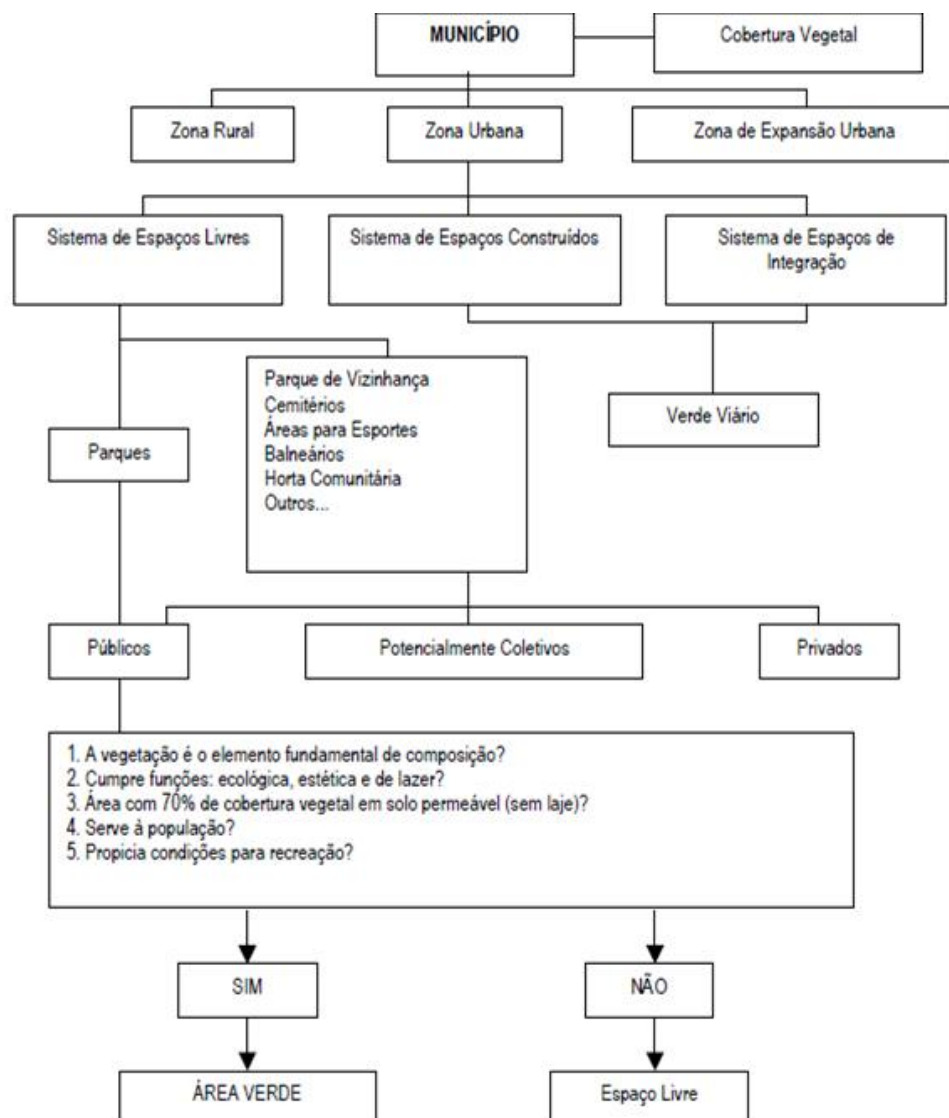 MUNICÍPIO
Cobertura Vegetal
Zona Rural
Zona Urbana
Zona de Expansão Urbana
Sistema de Espaços Livres
Sistema de Espaços Construídos
Sistema de Espaços de
Integração
Parque de Vizinhança
Cemitérios
Áreas para Esportes
Balneários
Horta Comunitária
Outros...
Verde Viário
Parques
Públicos
Potencialmente Coletivos
Privados
1. A vegetação é o elemento fundamental de composição?
2. Cumpre funções: ecológica, estética e de lazer?
3. Área com 70% de cobertura vegetal em solo permeável (sem laje)?
4. Serve à população?
5. Propicia condições para recreação?
SIM
NÃO
ÁREA VERDE
Espaço Livre